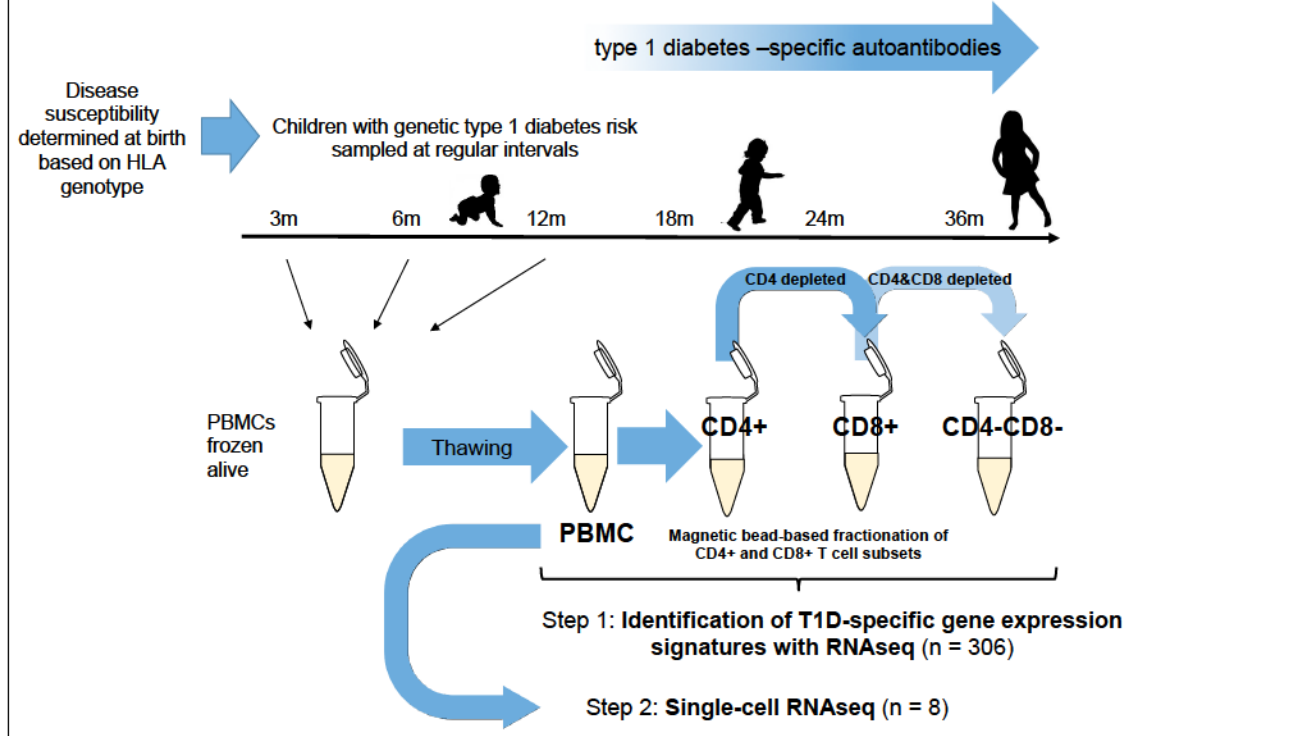 type 1 diabetes –specific autoantibodies
Disease
susceptibility
determined at birth
based on HLA
genotype
Children with genetic type 1 diabetes risk
sampled at regular intervals
3m 6m 12m 18m 24m 36m
CD4 depleted CD4&CD8 depleted
PBMCs
frozen
alive
Thawing
CD4+ CD8+ CD4-CD8-
PBMC
Magnetic bead-based fractionation of
CD4+ and CD8+ T cell subsets
Step 1: Identification of T1D-specific gene expression
signatures with RNAseq (n = 306)
Step 2: Single-cell RNAseq (n = 8)